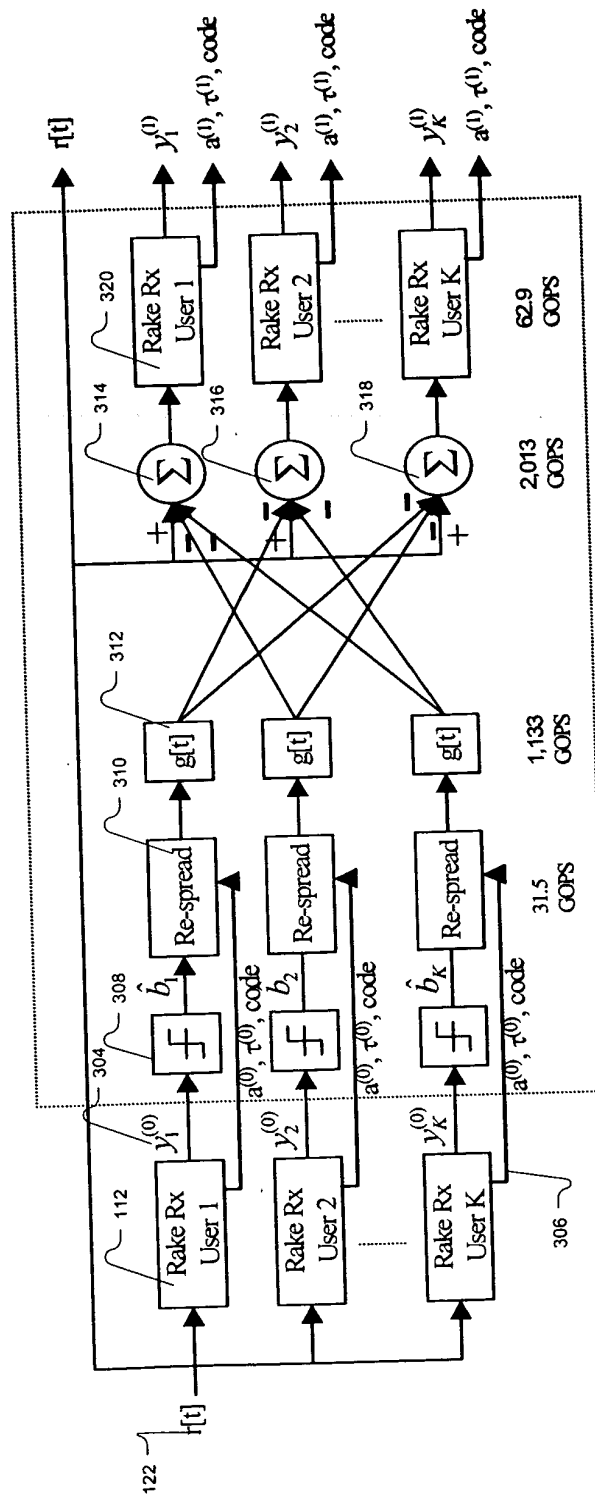 122
r[t]
r[t]
112
304
308
310
312
314
316
318
320
306
Rake Rx
User 1
y₁⁽⁰⁾
b̂₁
Re-spread
g[t]
+
−
−
Σ
Rake Rx
User 1
y₁⁽¹⁾
a⁽⁰⁾, τ⁽⁰⁾, code
a⁽¹⁾, τ⁽¹⁾, code
Rake Rx
User 2
y₂⁽⁰⁾
b̂₂
Re-spread
g[t]
−
+
−
Σ
Rake Rx
User 2
y₂⁽¹⁾
a⁽⁰⁾, τ⁽⁰⁾, code
a⁽¹⁾, τ⁽¹⁾, code
Rake Rx
User K
y_K⁽⁰⁾
b̂_K
Re-spread
g[t]
−
−
+
Σ
Rake Rx
User K
y_K⁽¹⁾
a⁽⁰⁾, τ⁽⁰⁾, code
a⁽¹⁾, τ⁽¹⁾, code
31.5
GOPS
1,133
GOPS
2,013
GOPS
62.9
GOPS